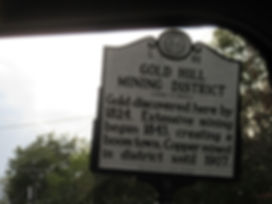 GOLD HILL
MINING DISTRICT
Gold discovered here by
1824. Extensive mining
began 1843, creating a
boom town. Copper mined
in district until 1907.